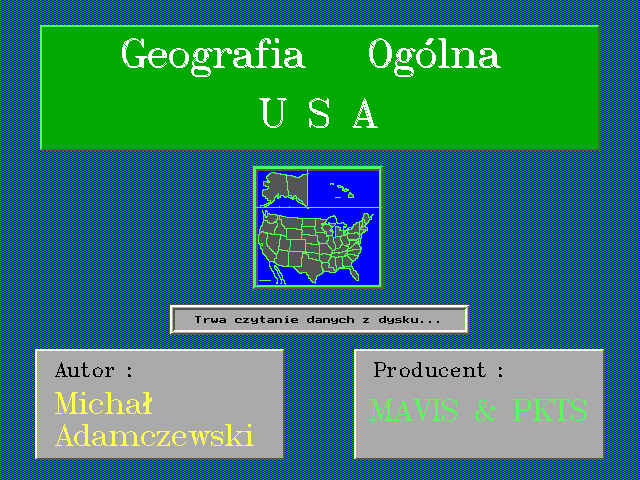 Geografia Ogólna
U S A
Trwa czytanie danych z dysku...
Autor :
Michał
Adamczewski
Producent :
MAVIS & PKTS